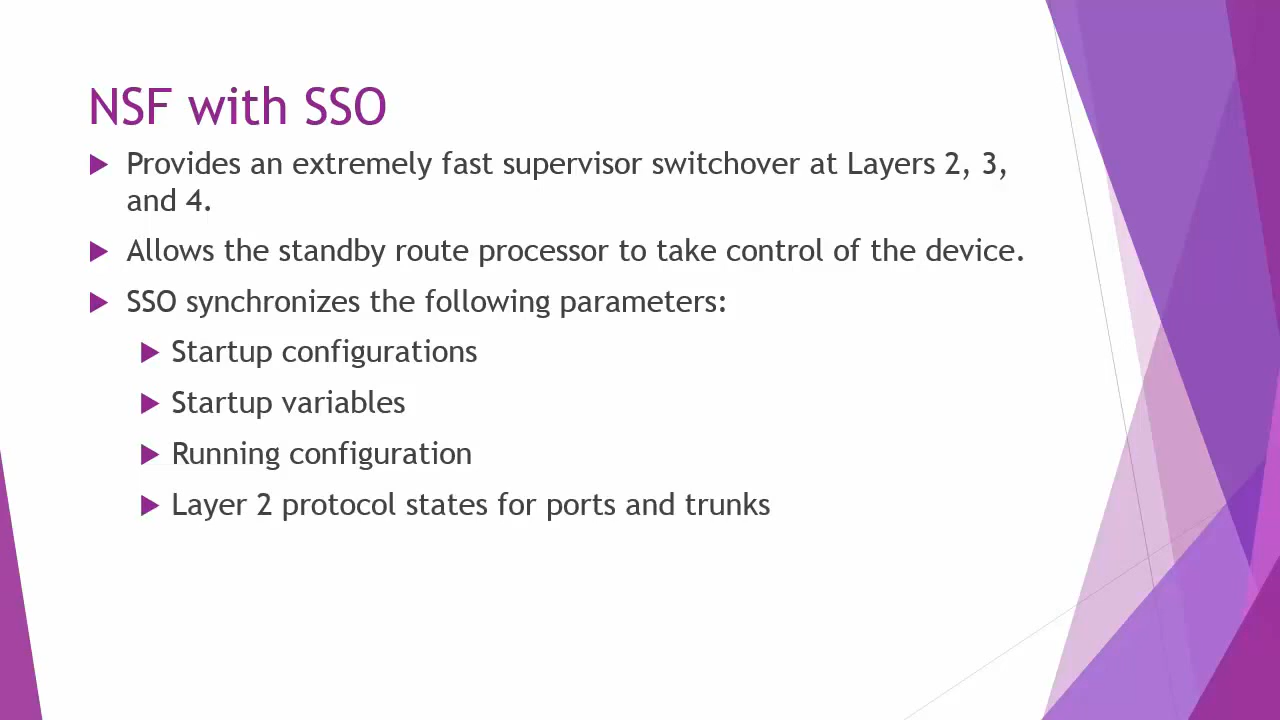 NSF with SSO
Provides an extremely fast supervisor switchover at Layers 2, 3,
and 4.
Allows the standby route processor to take control of the device.
SSO synchronizes the following parameters:
Startup configurations
Startup variables
Running configuration
Layer 2 protocol states for ports and trunks